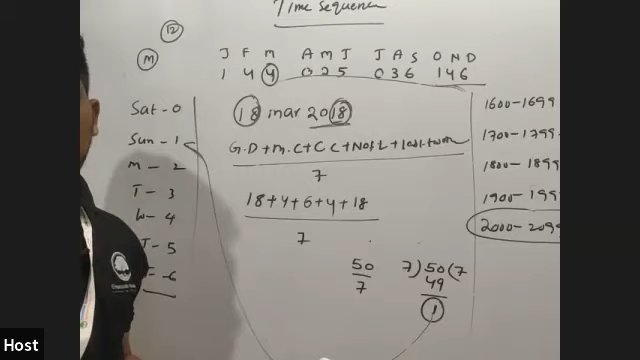 Time Sequence
12
M
J F M A M J J A S O N D
1 4 4 0 2 5 0 3 6 1 4 6
Sat - 0
Sun - 1
M - 2
T - 3
W - 4
T - 5
- 6
18 mar 2018
G.D + M.C + C.C + No.f.L +
7
18 + 4 + 6 + 4 + 18
7
50
7
7 ) 50 ( 7
49
1
1600 - 1699
1700 - 1799
1800 - 1899
1900 - 199
2000 - 2099
Host